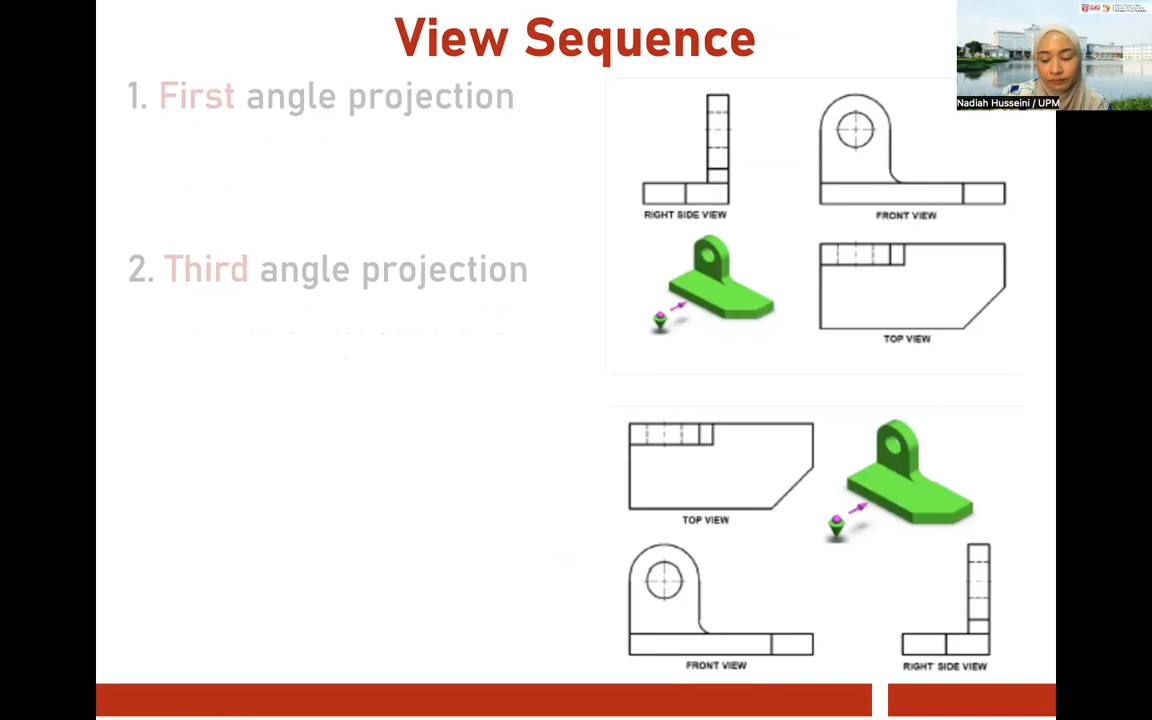 View Sequence
Nadiah Husseini / UPM
1. First angle projection
RIGHT SIDE VIEW
FRONT VIEW
TOP VIEW
2. Third angle projection
TOP VIEW
FRONT VIEW
RIGHT SIDE VIEW